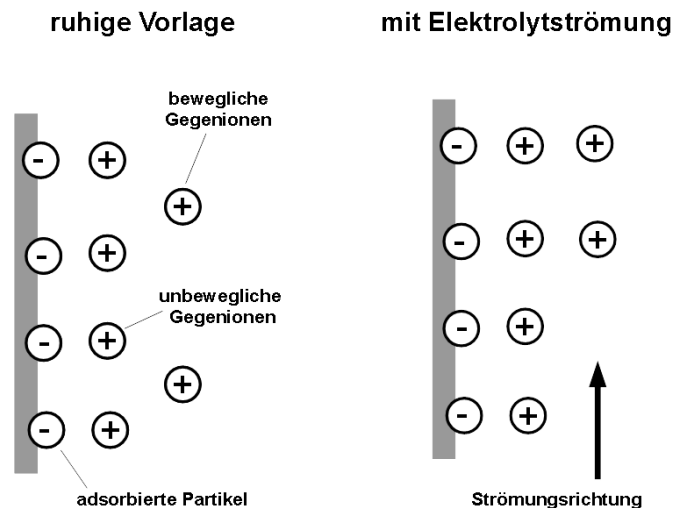 ruhige Vorlage
mit Elektrolytströmung
bewegliche
Gegenionen
- +
- +
+
- +
+
- +
unbewegliche
Gegenionen
adsorbierte Partikel
- + +
- + +
- +
- +
Strömungsrichtung